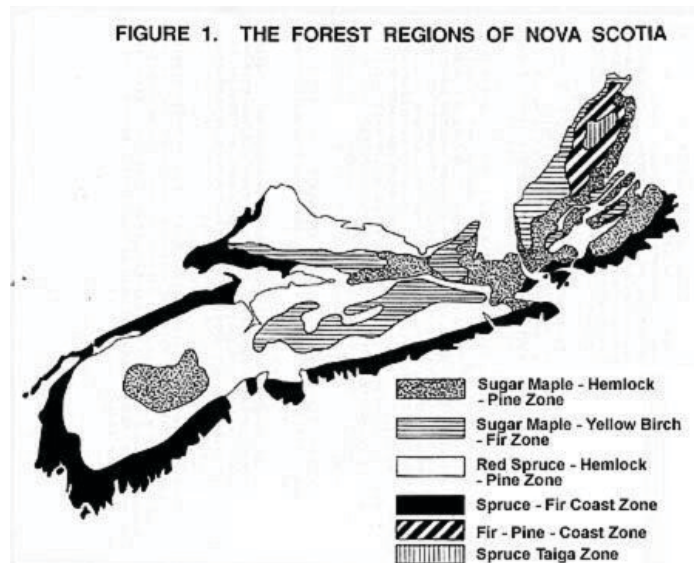 FIGURE 1. THE FOREST REGIONS OF NOVA SCOTIA
Sugar Maple - Hemlock
- Pine Zone
Sugar Maple - Yellow Birch
- Fir Zone
Red Spruce - Hemlock
- Pine Zone
Spruce - Fir Coast Zone
Fir - Pine - Coast Zone
Spruce Taiga Zone